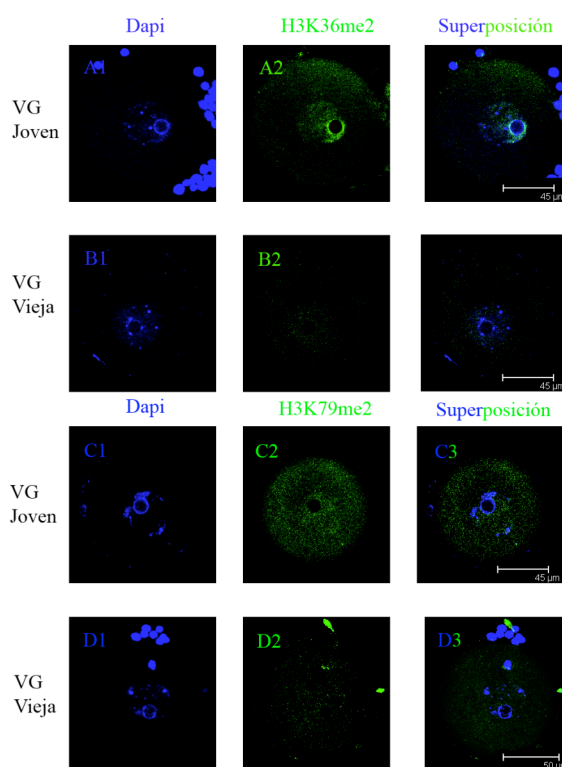 Dapi H3K36me2 Superposición
VG
Joven
A1 A2
45 µm
VG
Vieja
B1 B2
45 µm
Dapi H3K79me2 Superposición
VG
Joven
C1 C2 C3
45 µm
VG
Vieja
D1 D2 D3
50 µm